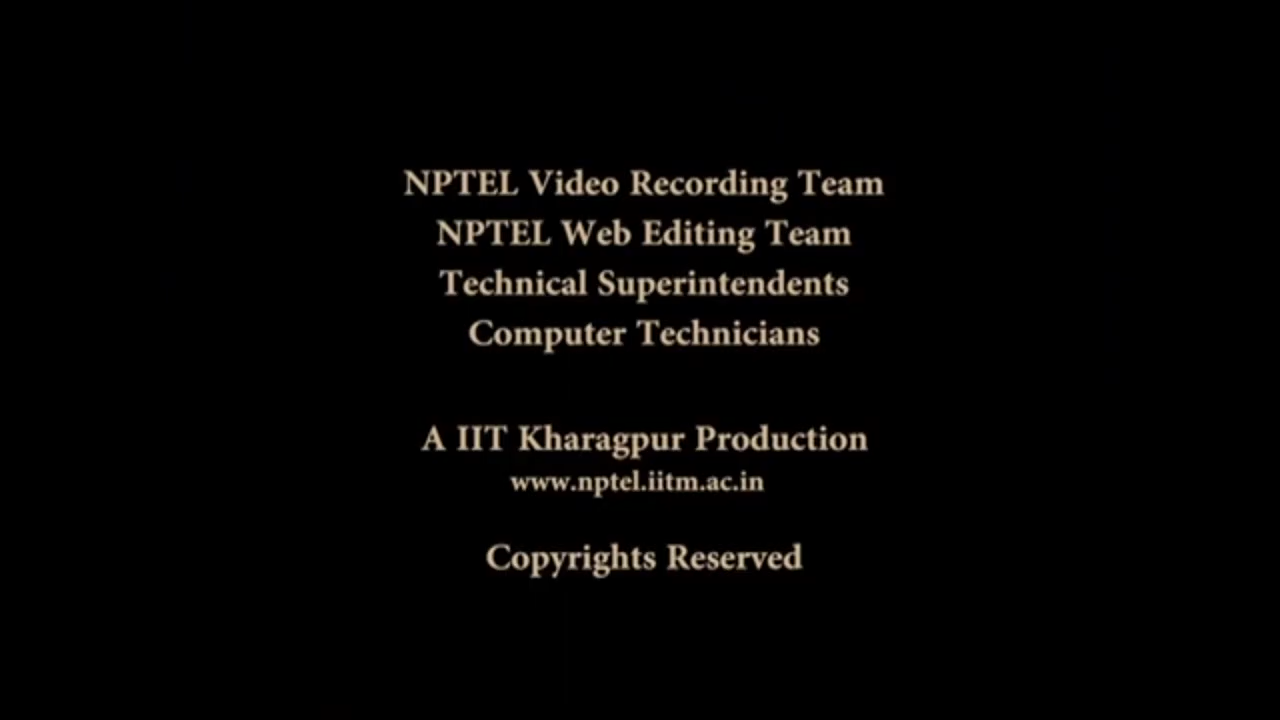 NPTEL Video Recording Team
NPTEL Web Editing Team
Technical Superintendents
Computer Technicians
A IIT Kharagpur Production
www.nptel.iitm.ac.in
Copyrights Reserved